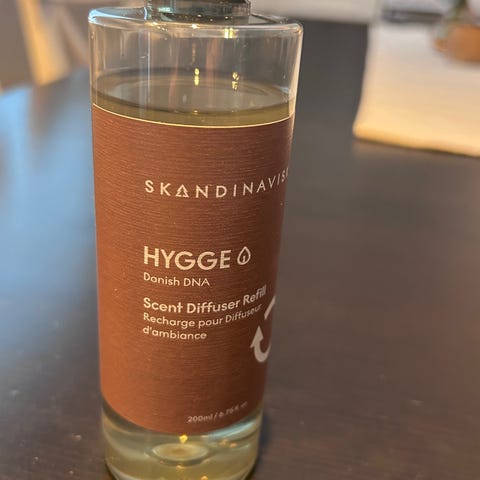 SKANDINAVISK
HYGGE
Danish DNA
Scent Diffuser Refill
Recharge pour Diffuseur
d'ambiance
200ml / 6.76 fl oz